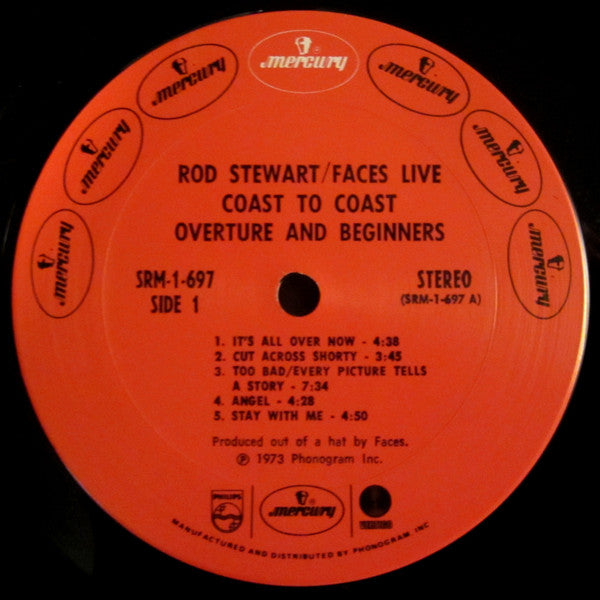 mercury
mercury
mercury
mercury
mercury
mercury
mercury
ROD STEWART/FACES LIVE
COAST TO COAST
OVERTURE AND BEGINNERS
SRM-1-697
SIDE 1
STEREO
(SRM-1-697 A)
1. IT'S ALL OVER NOW - 4:38
2. CUT ACROSS SHORTY - 3:45
3. TOO BAD/EVERY PICTURE TELLS
A STORY - 7:34
4. ANGEL - 4:28
5. STAY WITH ME - 4:50
Produced out of a hat by Faces.
℗ 1973 Phonogram Inc.
PHILIPS
mercury
VERTIGO
MANUFACTURED AND DISTRIBUTED BY PHONOGRAM, INC